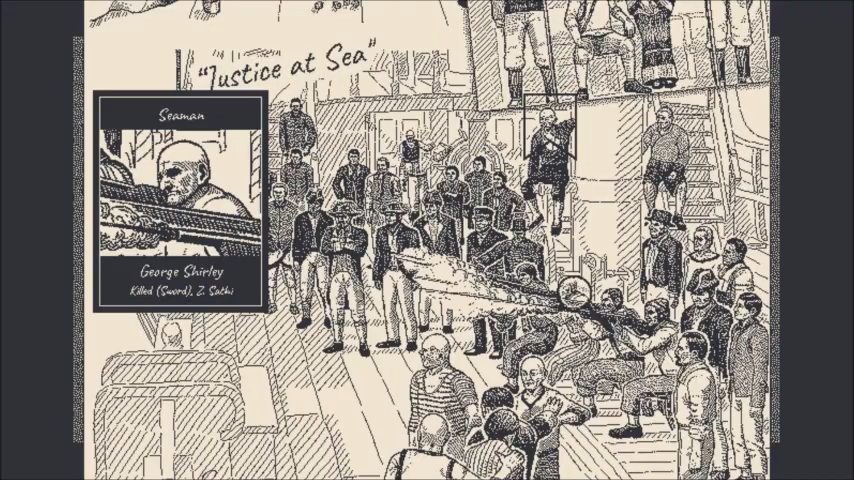 "Justice at Sea"
Seaman
George Shirley
Killed (Sword), Z. Sathi